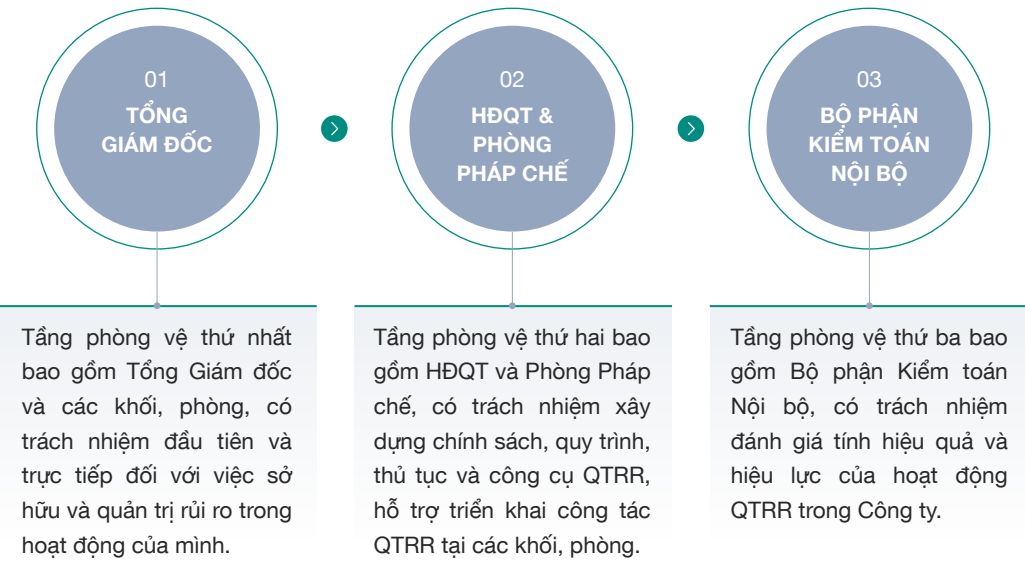 01
TỔNG
GIÁM ĐỐC
02
HĐQT &
PHÒNG
PHÁP CHẾ
03
BỘ PHẬN
KIỂM TOÁN
NỘI BỘ
Tầng phòng vệ thứ nhất
bao gồm Tổng Giám đốc
và các khối, phòng, có
trách nhiệm đầu tiên và
trực tiếp đối với việc sở
hữu và quản trị rủi ro trong
hoạt động của mình.
Tầng phòng vệ thứ hai bao
gồm HĐQT và Phòng Pháp
chế, có trách nhiệm xây
dựng chính sách, quy trình,
thủ tục và công cụ QTRR,
hỗ trợ triển khai công tác
QTRR tại các khối, phòng.
Tầng phòng vệ thứ ba bao
gồm Bộ phận Kiểm toán
Nội bộ, có trách nhiệm
đánh giá tính hiệu quả và
hiệu lực của hoạt động
QTRR trong Công ty.